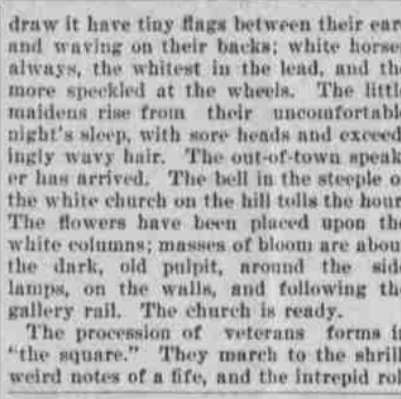 draw it have tiny flags between their ear
and waving on their backs; white horse
always, the whitest in the lead, and th
more speckled at the wheels. The littl
maidens rise from their uncomfortabl
night's sleep, with sore heads and exceed
ingly wavy hair. The out-of-town speak-
er has arrived. The bell in the steeple o
the white church on the hill tolls the hour
The flowers have been placed upon the
white columns; masses of bloom are abou
the dark, old pulpit, around the sid
lamps, on the walls, and following th
gallery rail. The church is ready.
The procession of veterans forms i
"the square." They march to the shril
weird notes of a fife, and the intrepid rol